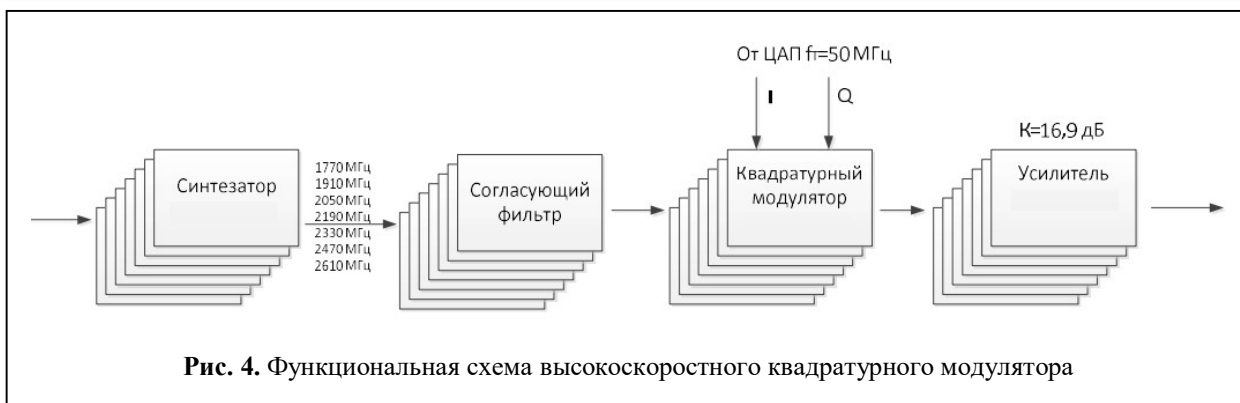 От ЦАП fт=50 МГц
I
Q
K=16,9 дБ
Синтезатор
1770 МГц
1910 МГц
2050 МГц
2190 МГц
2330 МГц
2470 МГц
2610 МГц
Согласующий
фильтр
Квадратурный
модулятор
Усилитель
Рис. 4. Функциональная схема высокоскоростного квадратурного модулятора